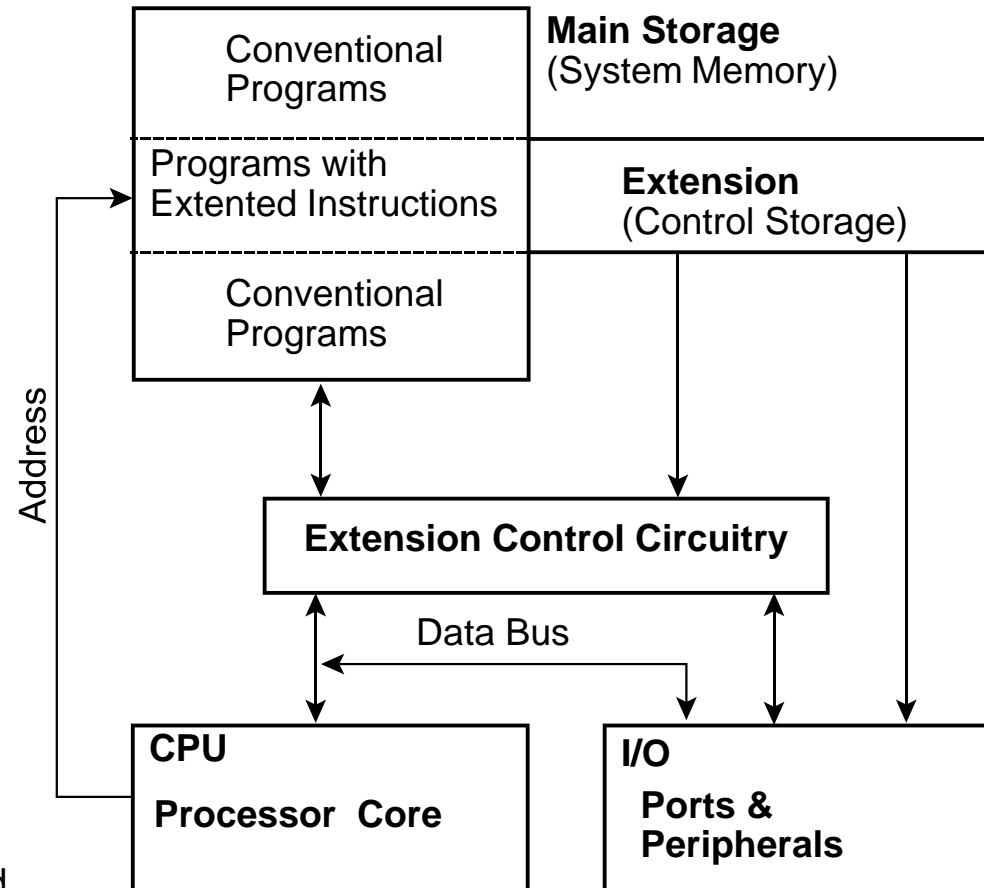 Conventional
Programs
Main Storage
(System Memory)
Programs with
Extented Instructions
Extension
(Control Storage)
Conventional
Programs
Address
Extension Control Circuitry
Data Bus
CPU
Processor Core
I/O
Ports &
Peripherals